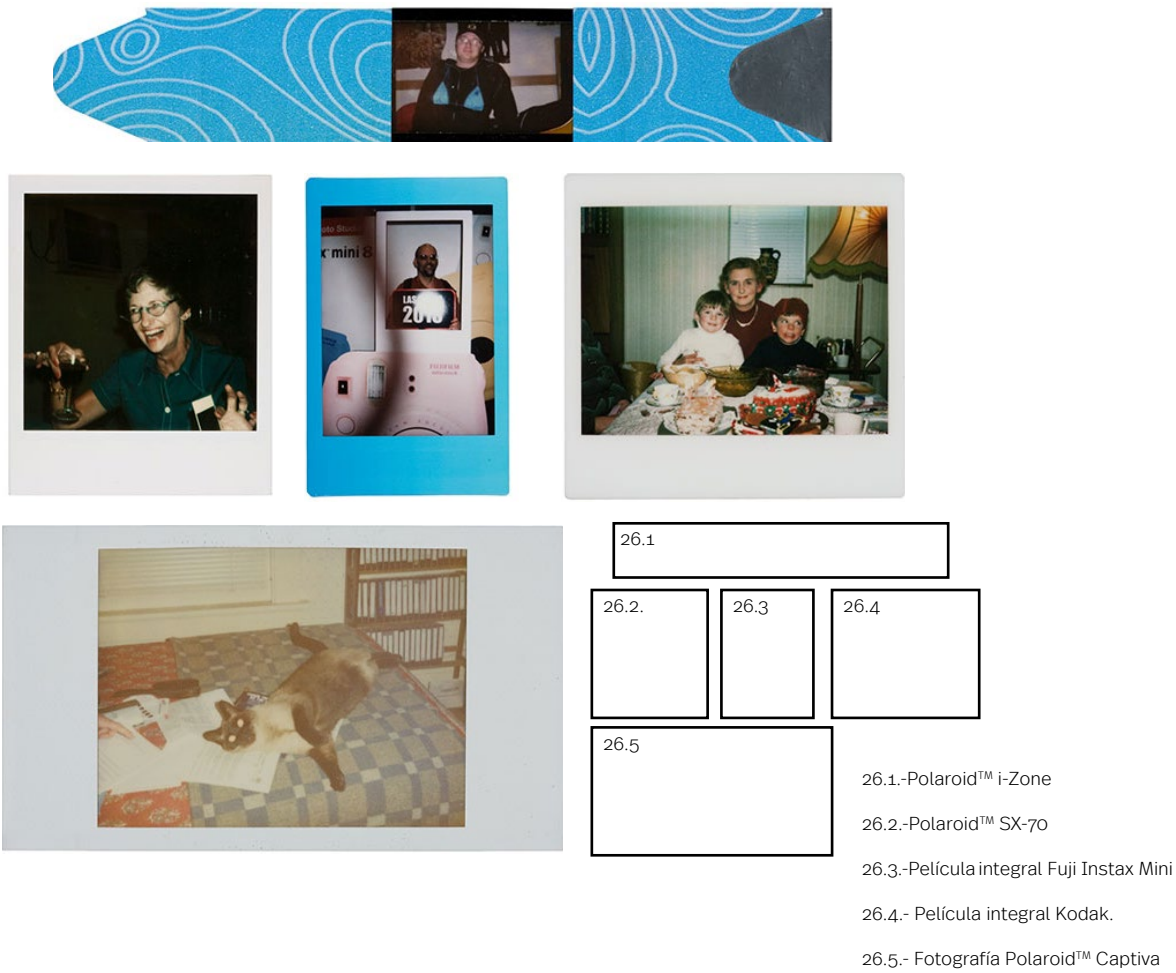 x mini 8
2016
FUJIFILM
26.1
26.2.
26.3
26.4
26.5
26.1.-Polaroid™ i-Zone
26.2.-Polaroid™ SX-70
26.3.-Película integral Fuji Instax Mini
26.4.- Película integral Kodak.
26.5.- Fotografía Polaroid™ Captiva